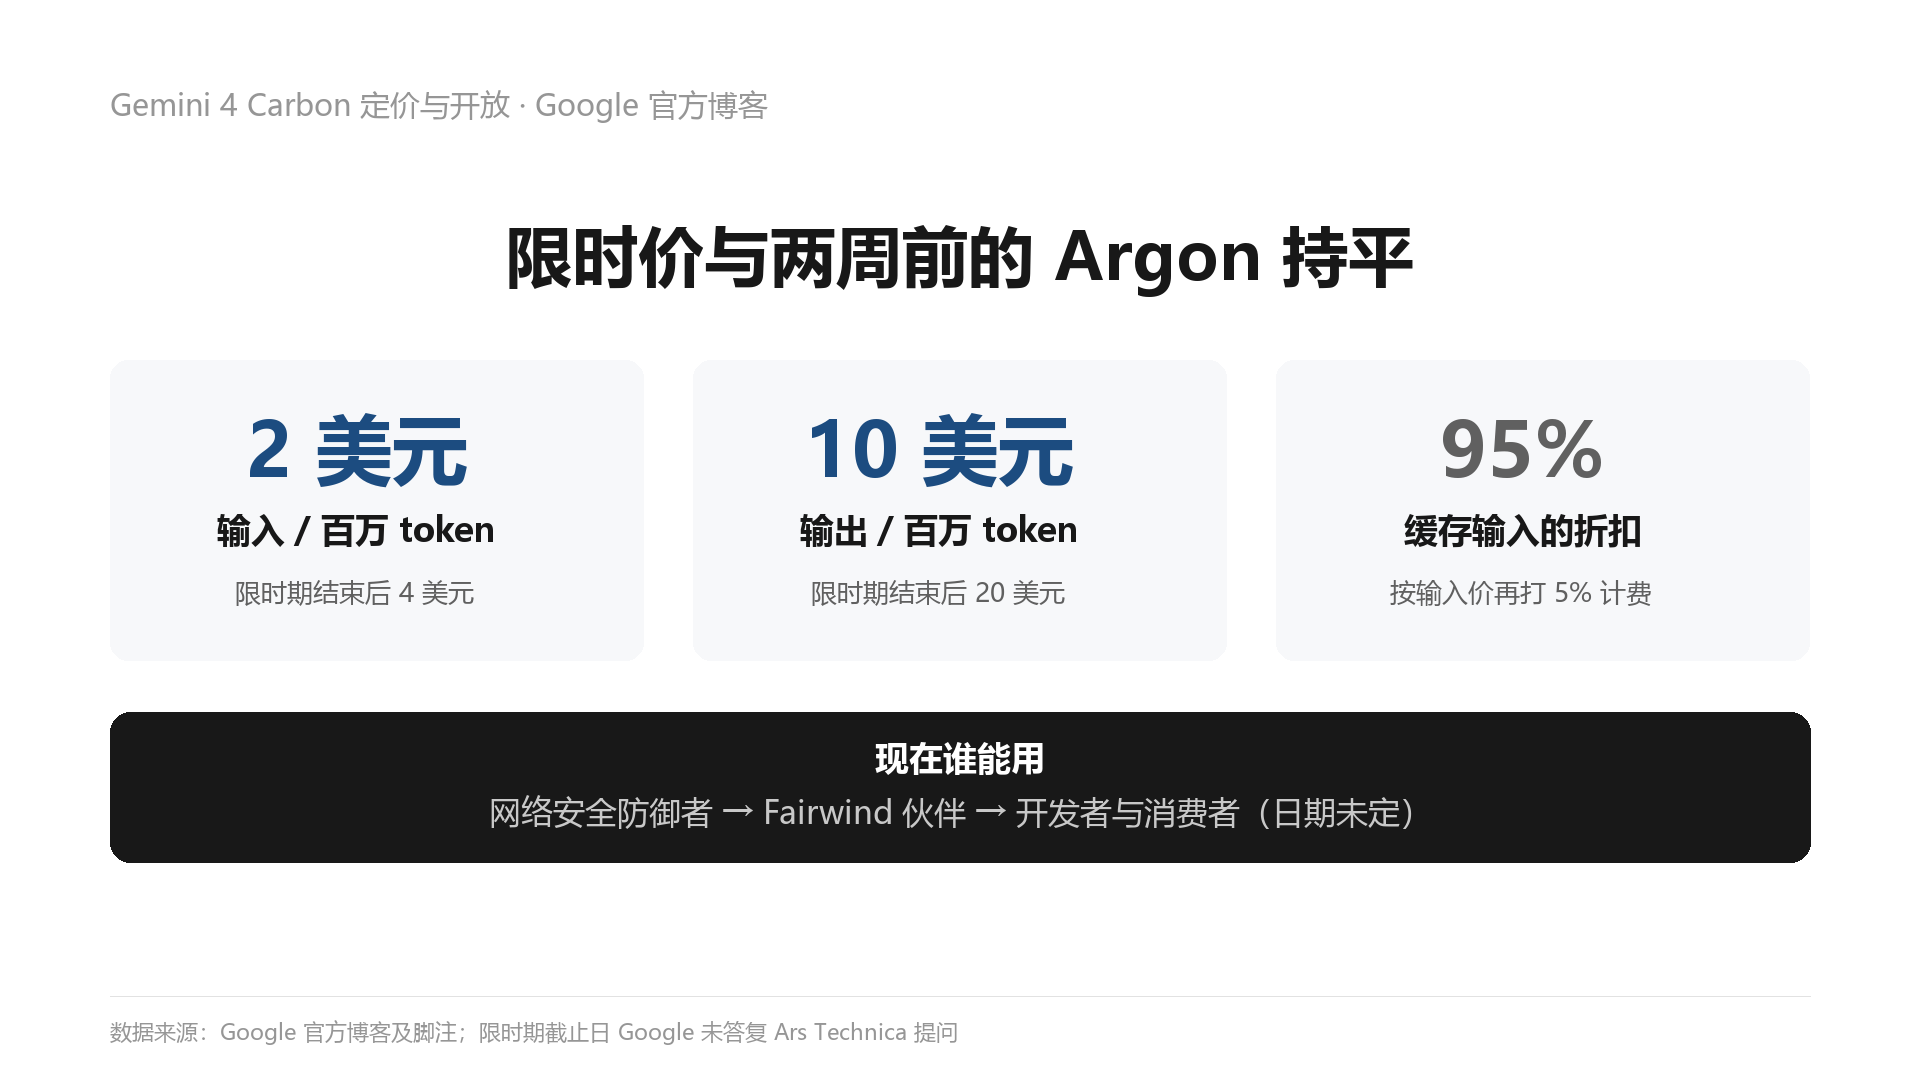 Gemini 4 Carbon 定价与开放 · Google 官方博客
限时价与两周前的 Argon 持平
2 美元
输入 / 百万 token
限时期结束后 4 美元
10 美元
输出 / 百万 token
限时期结束后 20 美元
95%
缓存输入的折扣
按输入价再打 5% 计费
现在谁能用
网络安全防御者 → Fairwind 伙伴 → 开发者与消费者（日期未定）
数据来源：Google 官方博客及脚注；限时期截止日 Google 未答复 Ars Technica 提问